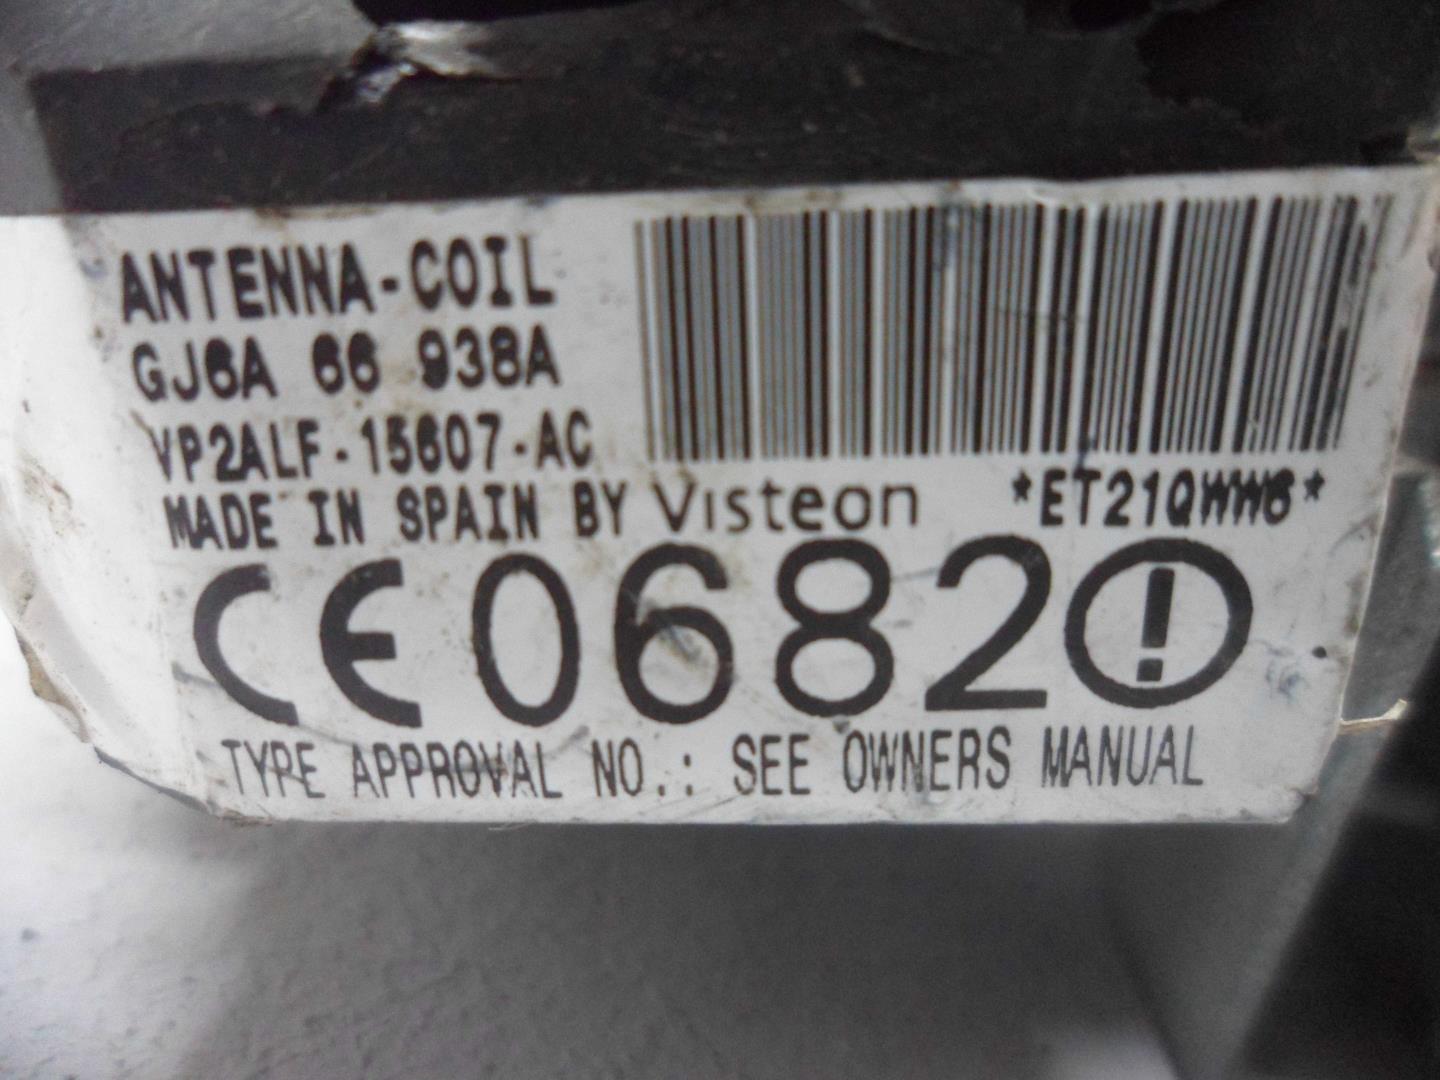 ANTENNA-COIL
GJ6A 66 938A
VP2ALF-15607-AC
MADE IN SPAIN BY Visteon
*ET21QWW6*
CE0682
TYPE APPROVAL NO.: SEE OWNERS MANUAL